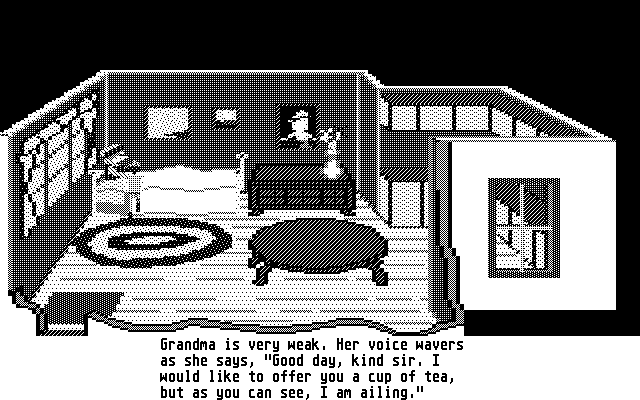 Grandma is very weak. Her voice wavers
as she says, "Good day, kind sir. I
would like to offer you a cup of tea,
but as you can see, I am ailing."